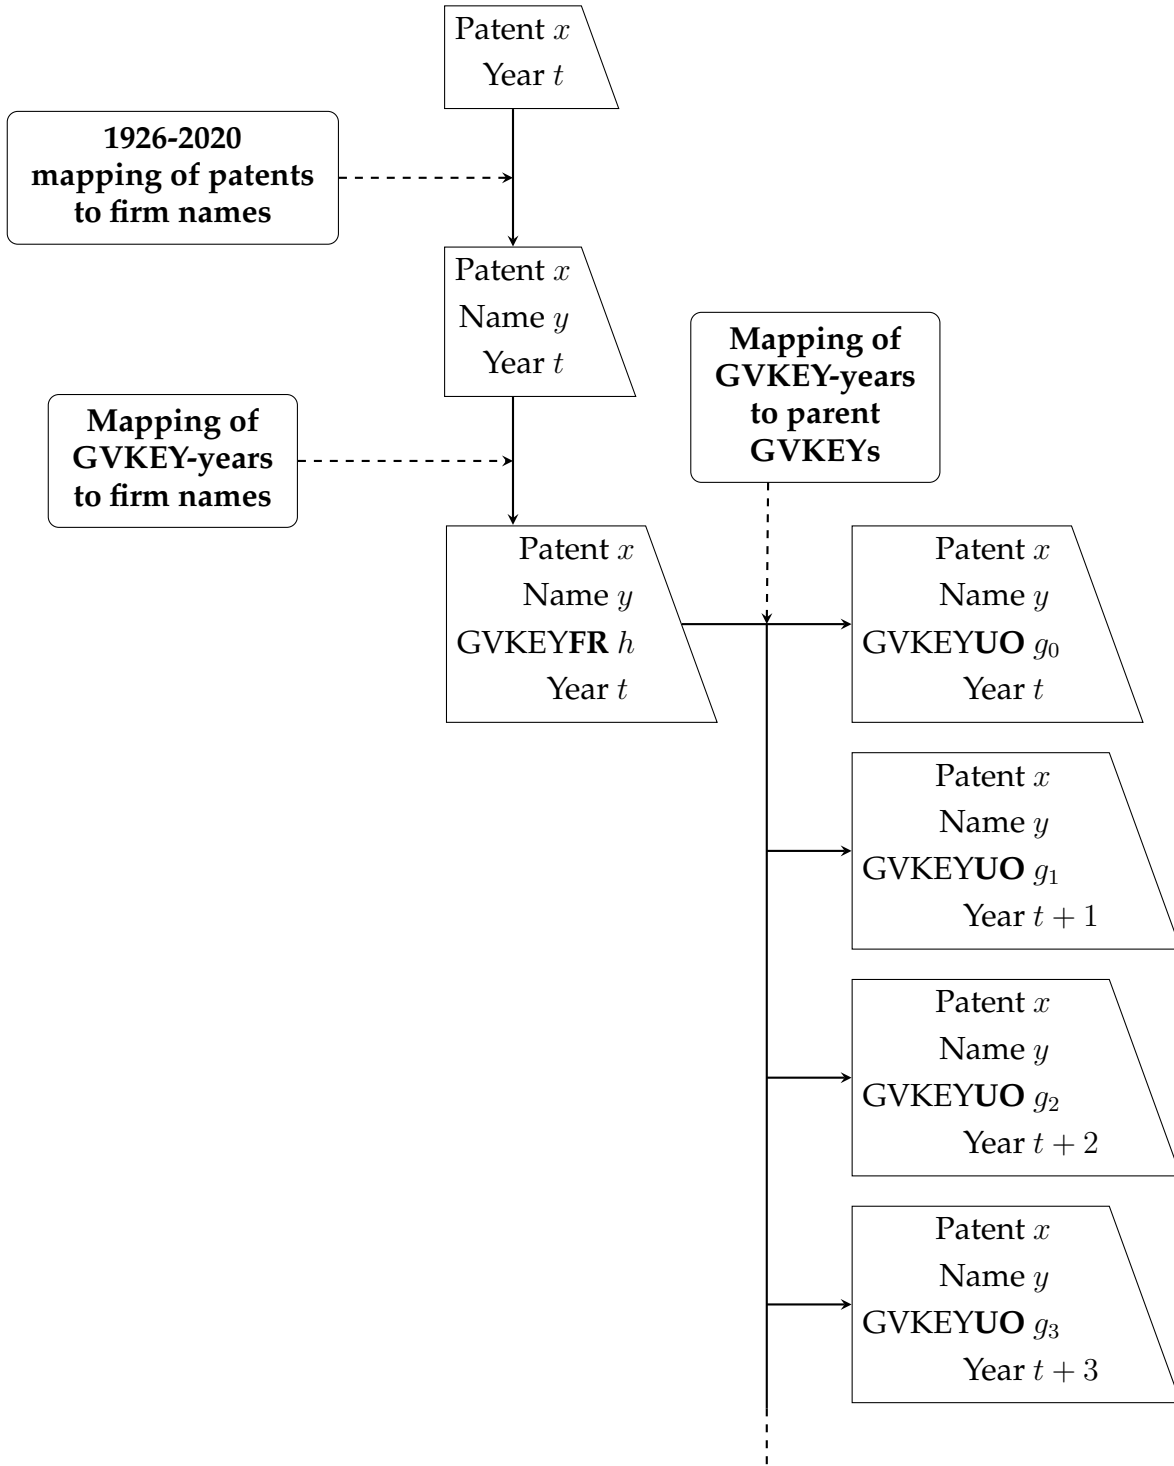 Patent x
Year t
1926-2020
mapping of patents
to firm names
Patent x
Name y
Year t
Mapping of
GVKEY-years
to parent
GVKEYs
Mapping of
GVKEY-years
to firm names
Patent x
Name y
GVKEYFR h
Year t
Patent x
Name y
GVKEYUO g₀
Year t
Patent x
Name y
GVKEYUO g₁
Year t + 1
Patent x
Name y
GVKEYUO g₂
Year t + 2
Patent x
Name y
GVKEYUO g₃
Year t + 3